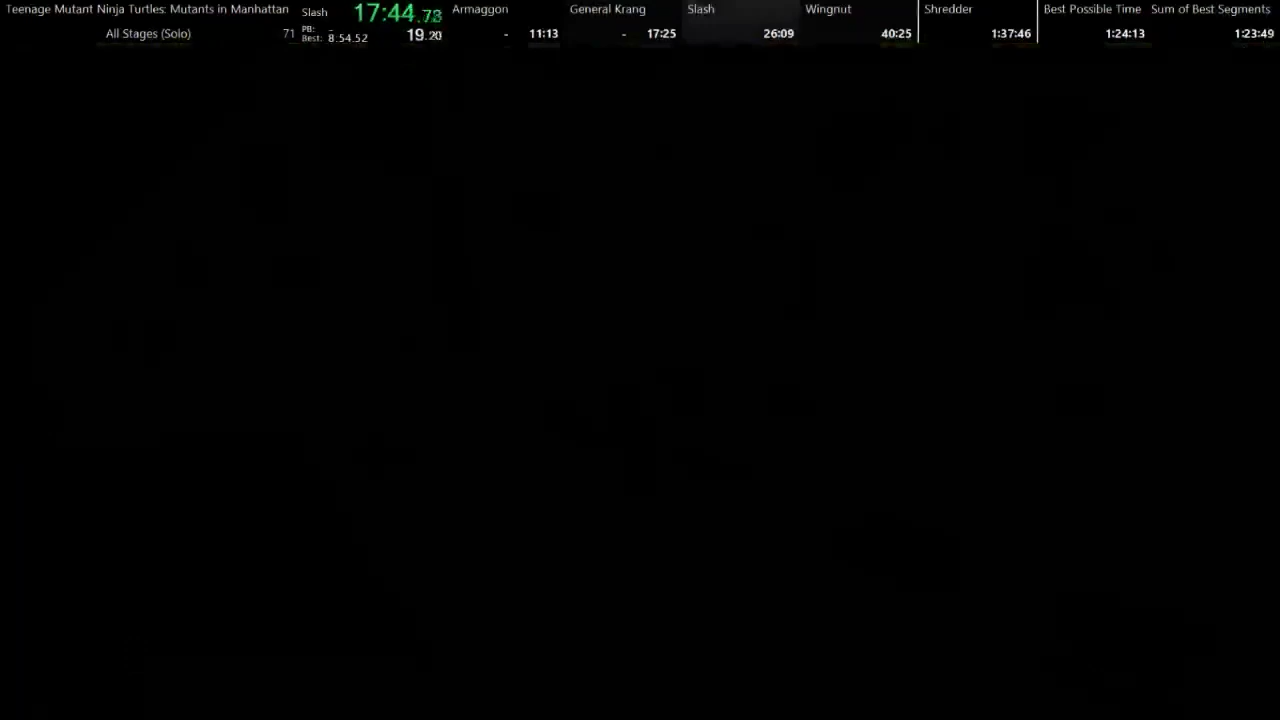 Teenage Mutant Ninja Turtles: Mutants in Manhattan
All Stages (Solo) 71
Slash 17:44.73
PB: -
Best: 8:54.52 19.20
Armaggon
- 11:13
General Krang
- 17:25
Slash
26:09
Wingnut
40:25
Shredder
1:37:46
Best Possible Time
1:24:13
Sum of Best Segments
1:23:49